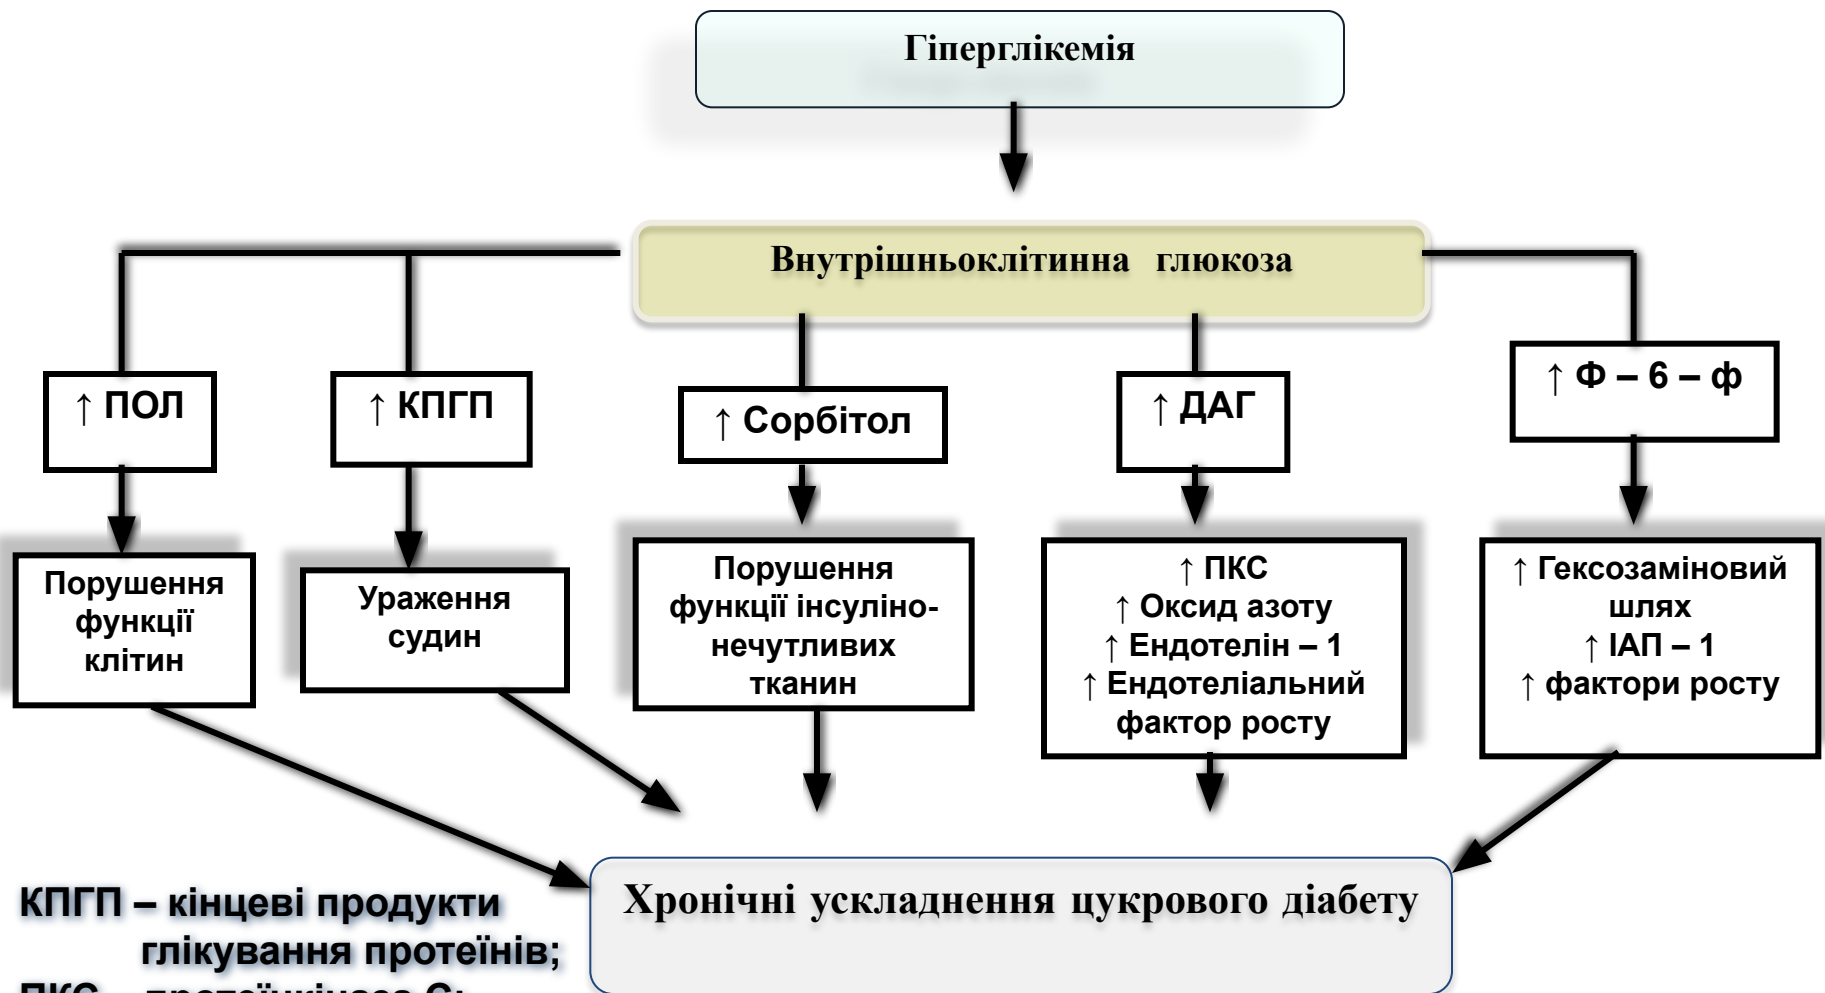 Гіперглікемія
Внутрішньоклітинна глюкоза
↑ ПОЛ
↑ КПГП
↑ Сорбітол
↑ ДАГ
↑ Ф – 6 – ф
Порушення
функції
клітин
Ураження
судин
Порушення
функції інсуліно-
нечутливих
тканин
↑ ПКС
↑ Оксид азоту
↑ Ендотелін – 1
↑ Ендотеліальний
фактор росту
↑ Гексозаміновий
шлях
↑ ІАП – 1
↑ фактори росту
Хронічні ускладнення цукрового діабету
КПГП – кінцеві продукти
глікування протеїнів;
ПКС – протеїнкіназа С;